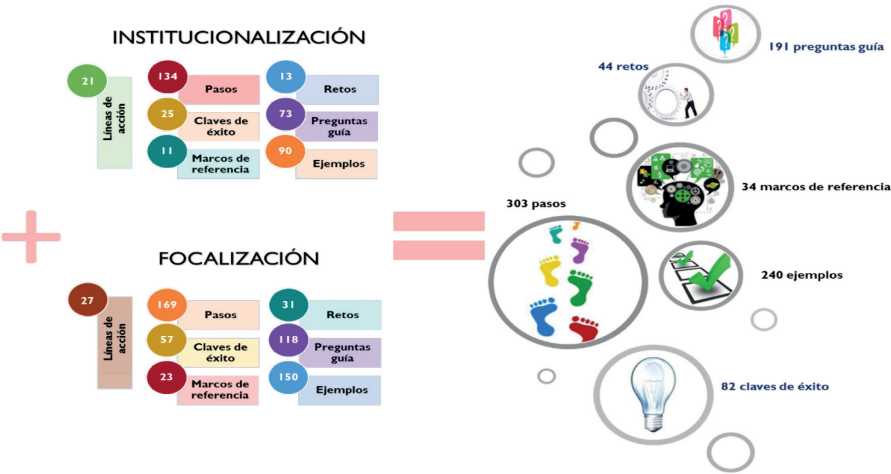 INSTITUCIONALIZACIÓN
21
Líneas de
acción
134
Pasos
25
Claves de
éxito
11
Marcos de
referencia
13
Retos
73
Preguntas
guía
90
Ejemplos
+
FOCALIZACIÓN
27
Líneas de
acción
169
Pasos
57
Claves de
éxito
23
Marcos de
referencia
31
Retos
118
Preguntas
guía
150
Ejemplos
=
191 preguntas guía
44 retos
34 marcos de referencia
303 pasos
240 ejemplos
82 claves de éxito